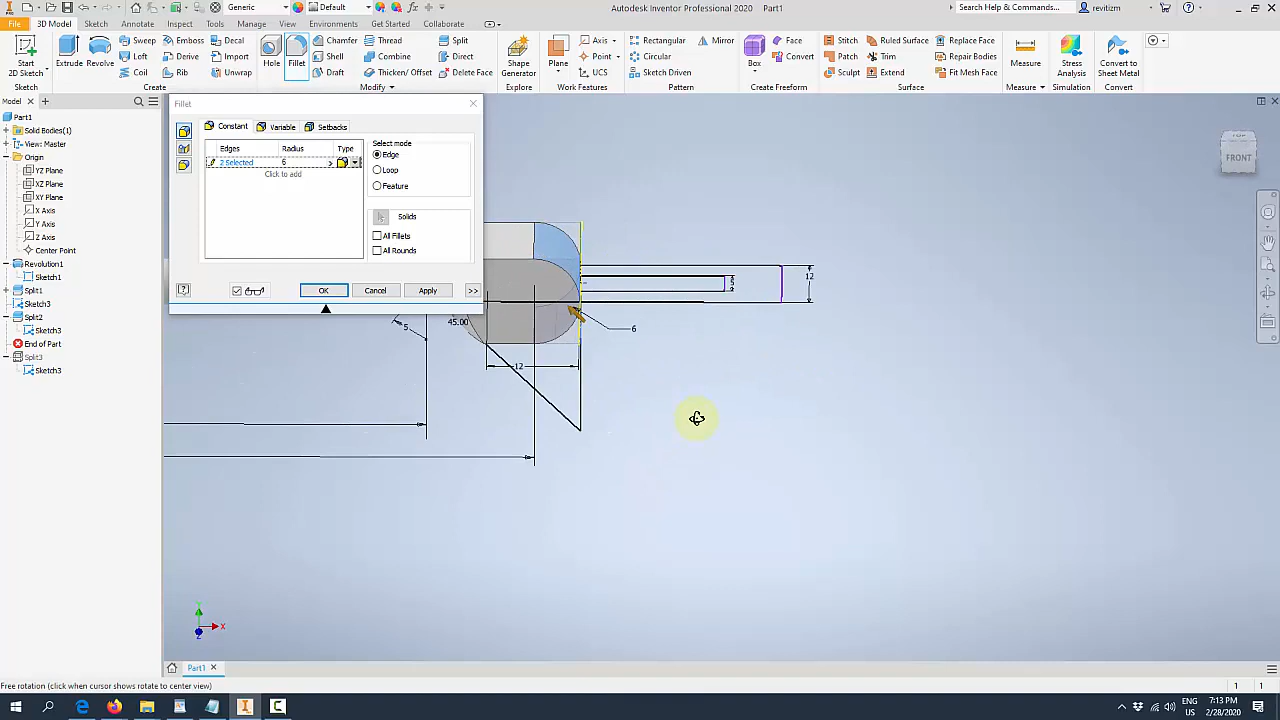 Generic
Default
Autodesk Inventor Professional 2020 Part1
Search Help & Commands...
revitizm
File 3D Model Sketch Annotate Inspect Tools Manage View Environments Get Started Collaborate
Start 2D Sketch
Extrude
Revolve
Sweep
Emboss
Decal
Loft
Derive
Import
Coil
Rib
Unwrap
Create
Hole
Fillet
Chamfer
Thread
Split
Shell
Combine
Direct
Draft
Thicken/ Offset
Delete Face
Modify
Shape Generator
Explore
Plane
Axis
Point
UCS
Work Features
Rectangular
Mirror
Circular
Sketch Driven
Pattern
Box
Face
Convert
Create Freeform
Stitch
Ruled Surface
Replace Face
Patch
Trim
Repair Bodies
Sculpt
Extend
Fit Mesh Face
Surface
Measure
Measure
Stress Analysis
Simulation
Convert to Sheet Metal
Convert
Model
Part1
Solid Bodies(1)
View: Master
Origin
YZ Plane
XZ Plane
XY Plane
X Axis
Y Axis
Z Axis
Center Point
Revolution1
Sketch1
Split1
Sketch3
Split2
Sketch3
End of Part
Split3
Sketch3
Fillet
Constant Variable Setbacks
Edges Radius Type
2 Selected 6
Click to add
Select mode
Edge
Loop
Feature
Solids
All Fillets
All Rounds
OK Cancel Apply >>
TOP
FRONT
12
6
45.00
5
12
Y
X
Z
Part1
Free rotation (click when cursor shows rotate to center view)
1 1
ENG
US
7:13 PM
2/28/2020